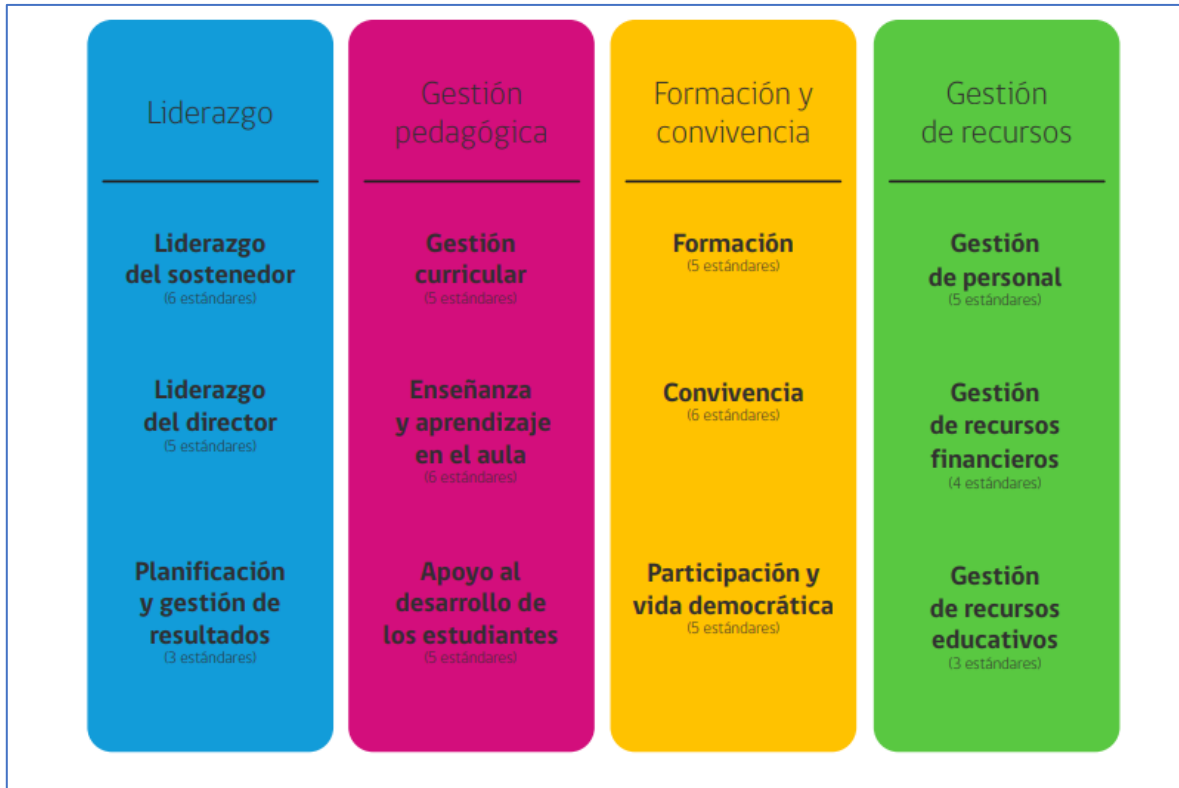 Liderazgo
Liderazgo
del sostenedor
(6 estándares)
Liderazgo
del director
(5 estándares)
Planificación
y gestión de
resultados
(3 estándares)
Gestión
pedagógica
Gestión
curricular
(5 estándares)
Enseñanza
y aprendizaje
en el aula
(6 estándares)
Apoyo al
desarrollo de
los estudiantes
(5 estándares)
Formación y
convivencia
Formación
(5 estándares)
Convivencia
(6 estándares)
Participación y
vida democrática
(5 estándares)
Gestión
de recursos
Gestión
de personal
(5 estándares)
Gestión
de recursos
financieros
(4 estándares)
Gestión
de recursos
educativos
(3 estándares)